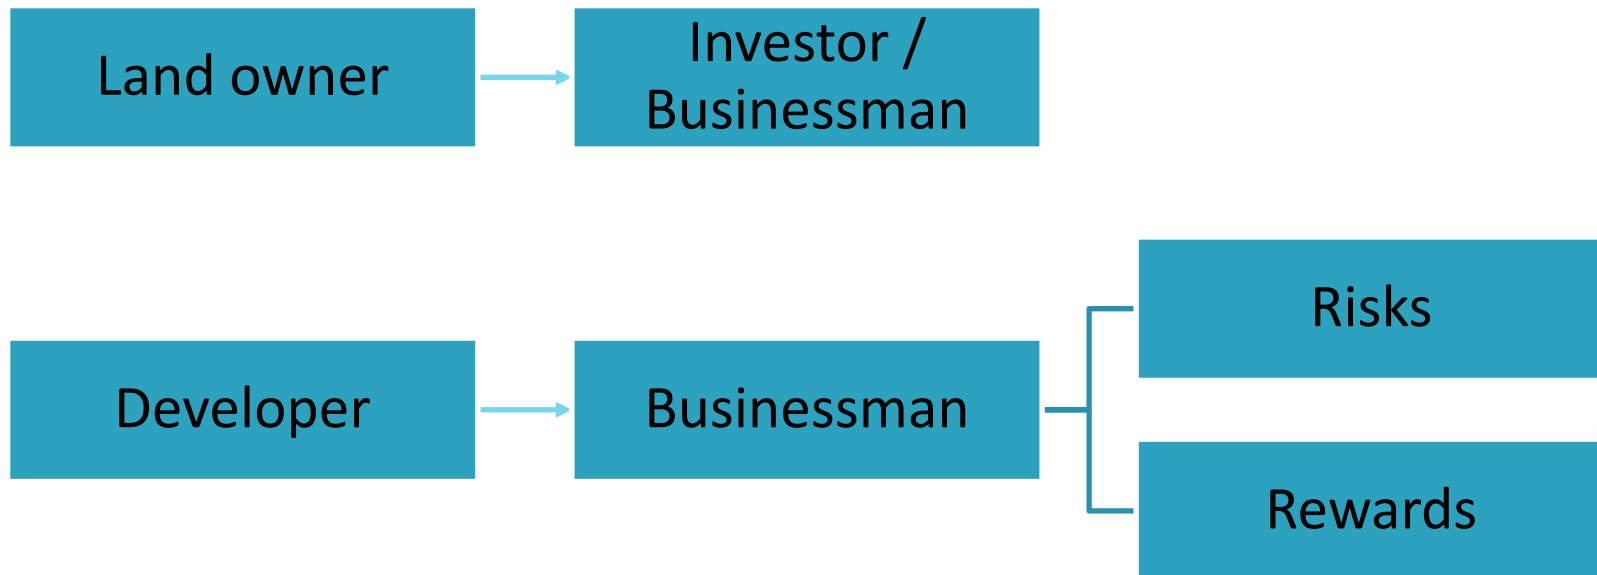 Land owner
Investor /
Businessman
Developer
Businessman
Risks
Rewards